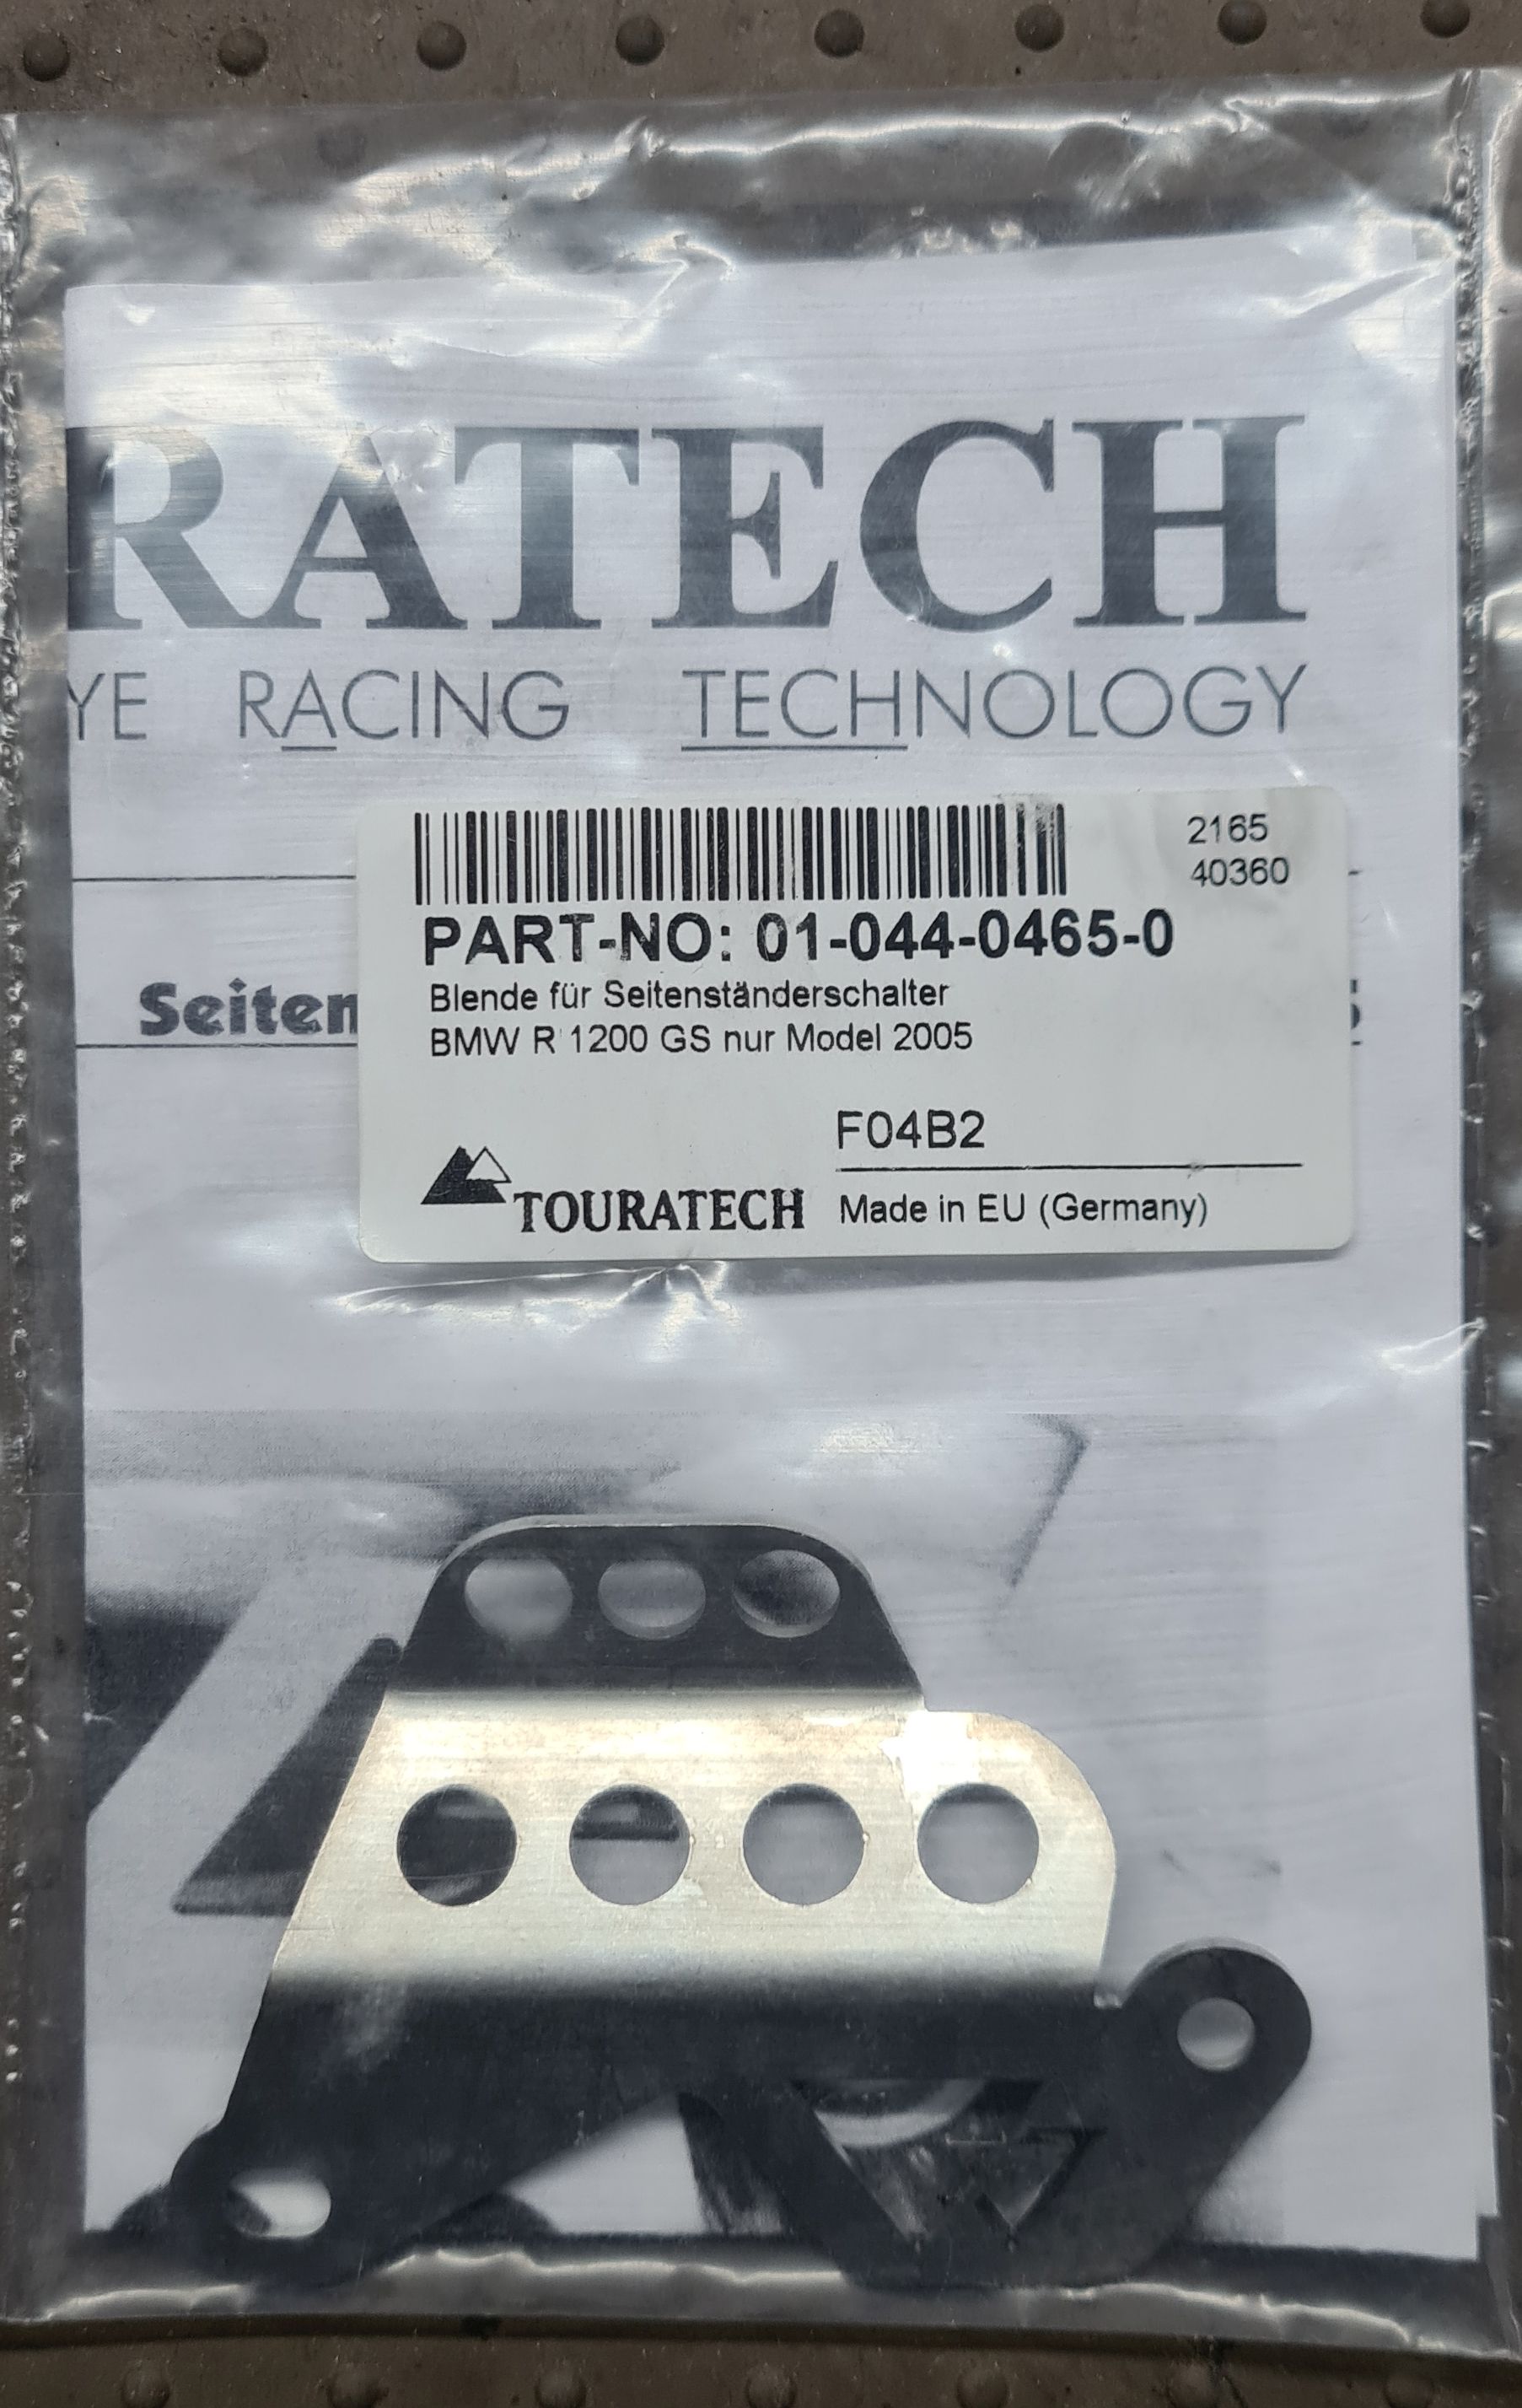 RATECH
YE RACING TECHNOLOGY
2165
40360
PART-NO: 01-044-0465-0
Seiten
Blende für Seitenständerschalter
BMW R 1200 GS nur Model 2005
F04B2
TOURATECH
Made in EU (Germany)